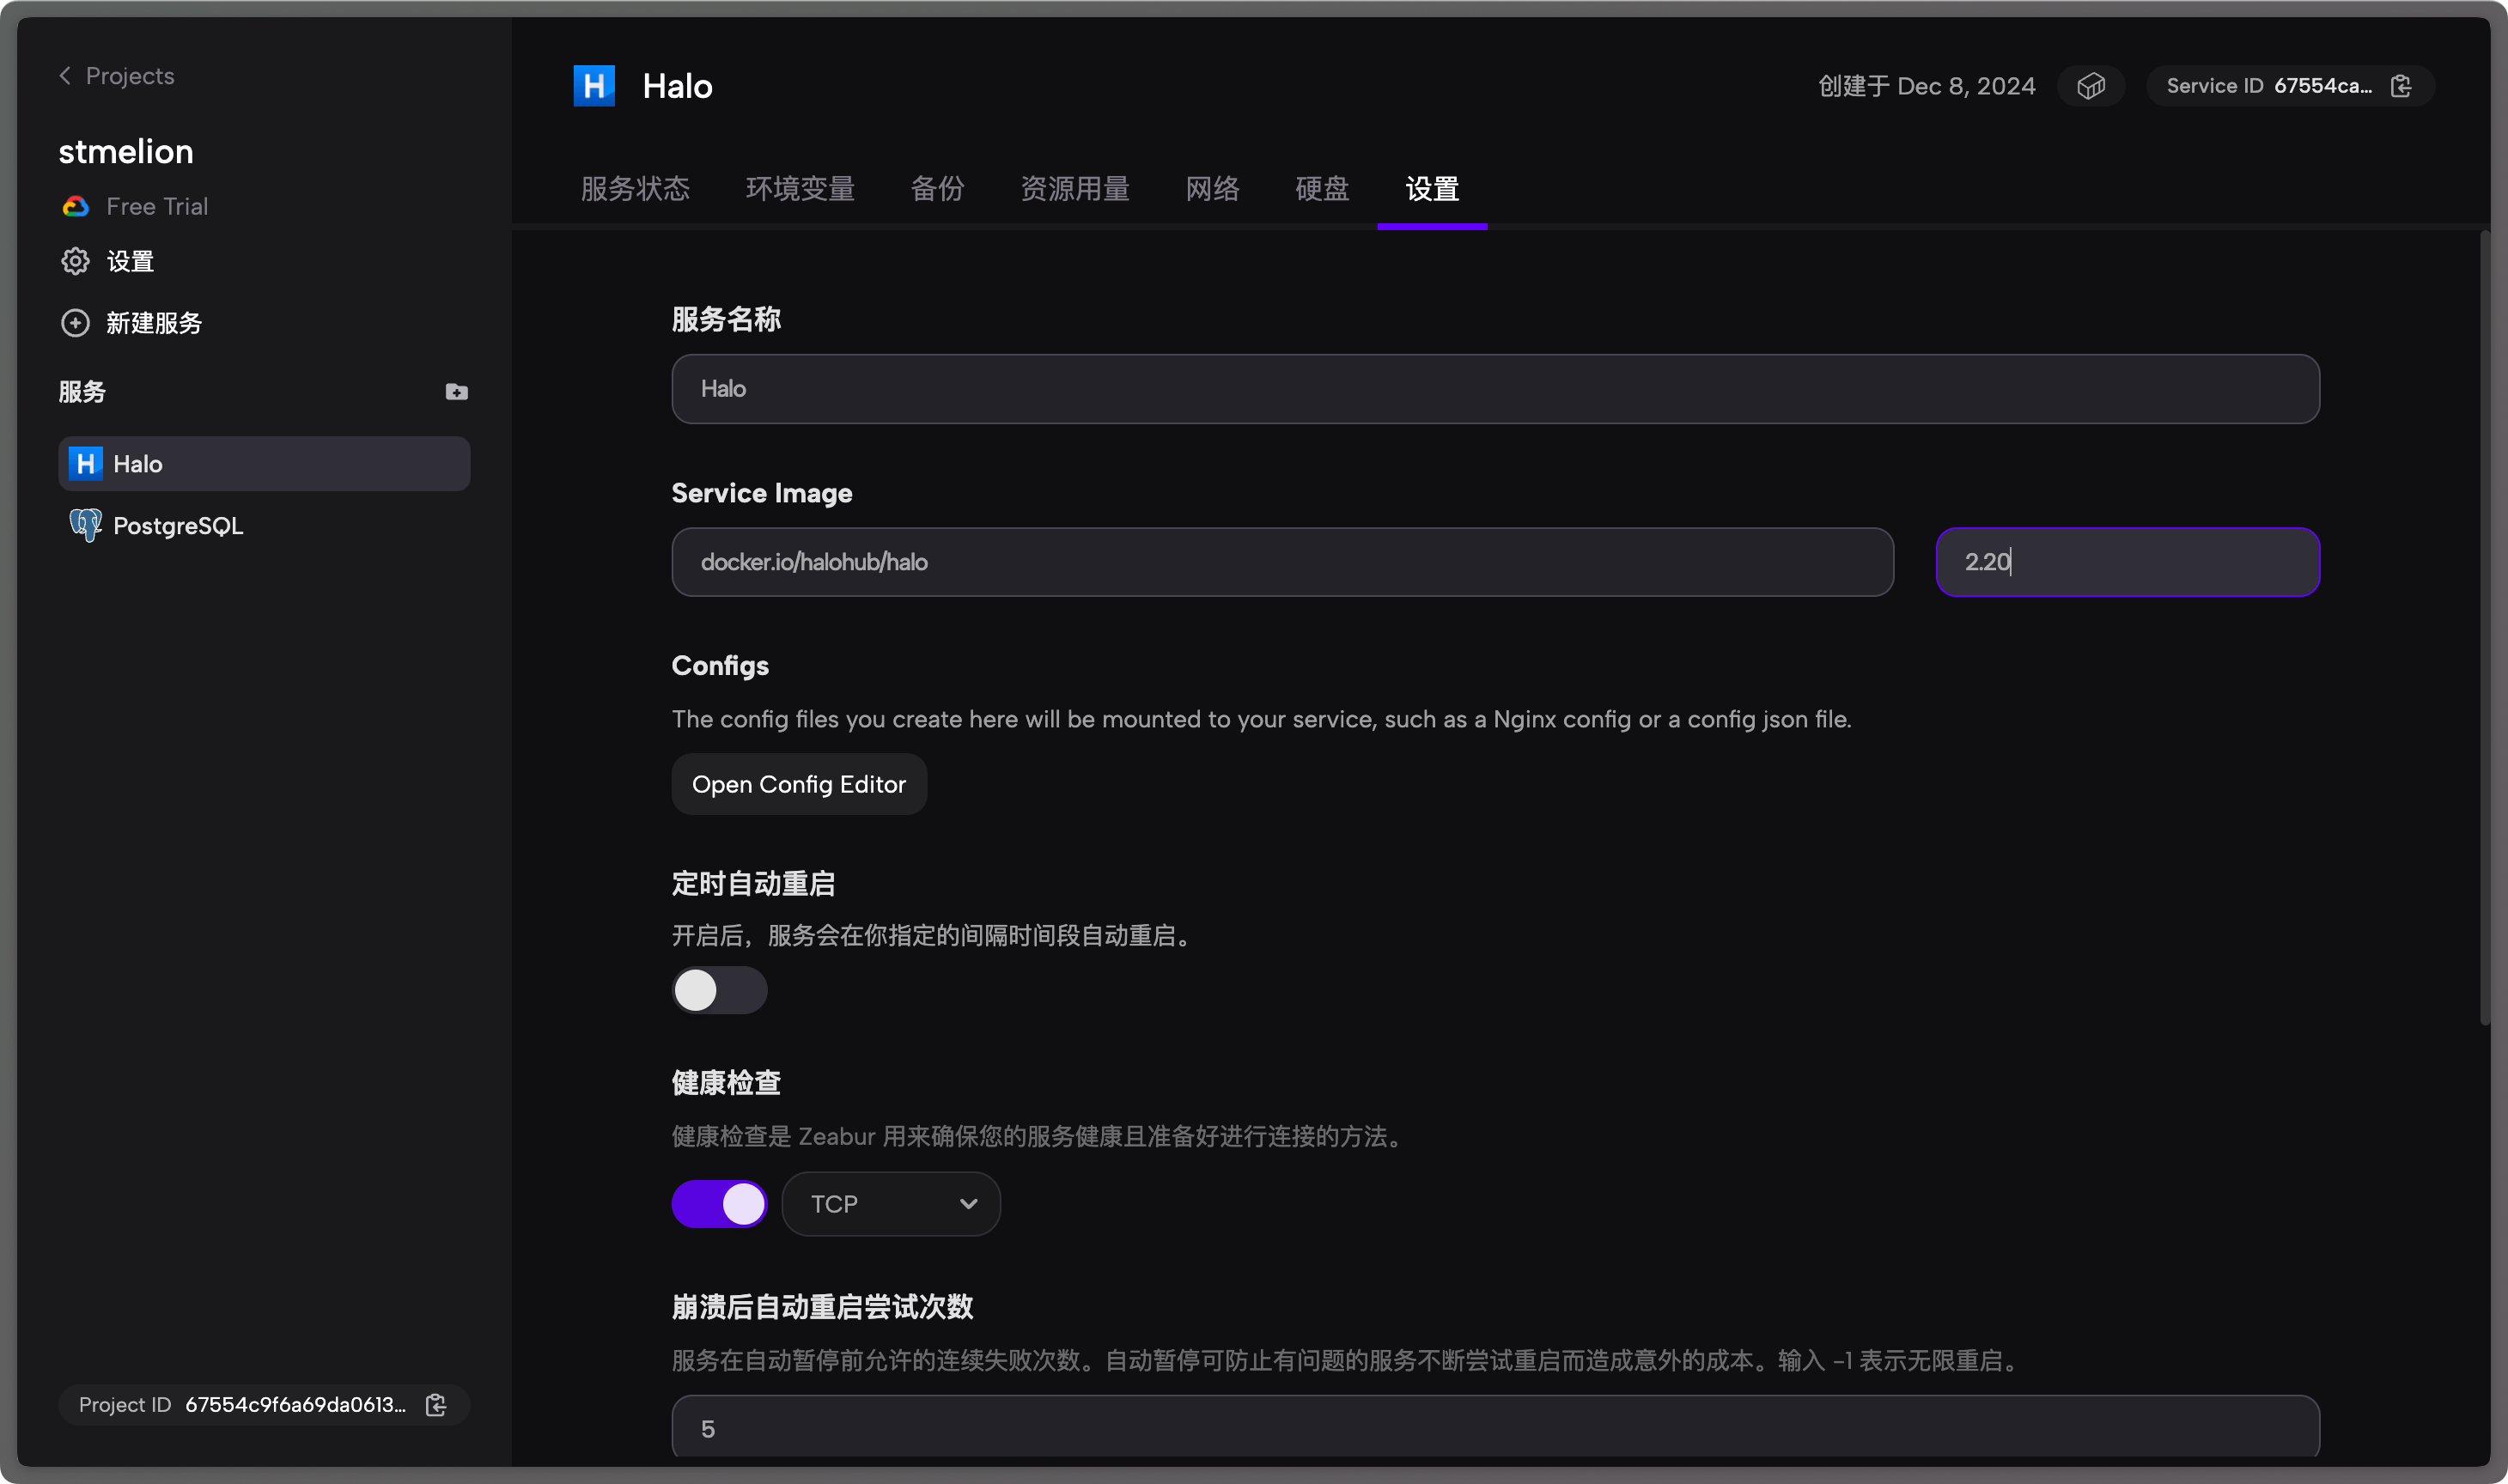 Projects
stmelion
Free Trial
设置
新建服务
服务
H Halo
PostgreSQL
Project ID 67554c9f6a69da0613...
H Halo
创建于 Dec 8, 2024
Service ID 67554ca...
服务状态 环境变量 备份 资源用量 网络 硬盘 设置
服务名称
Halo
Service Image
docker.io/halohub/halo 2.20
Configs
The config files you create here will be mounted to your service, such as a Nginx config or a config json file.
Open Config Editor
定时自动重启
开启后，服务会在你指定的间隔时间段自动重启。
健康检查
健康检查是 Zeabur 用来确保您的服务健康且准备好进行连接的方法。
TCP
崩溃后自动重启尝试次数
服务在自动暂停前允许的连续失败次数。自动暂停可防止有问题的服务不断尝试重启而造成意外的成本。输入 -1 表示无限重启。
5